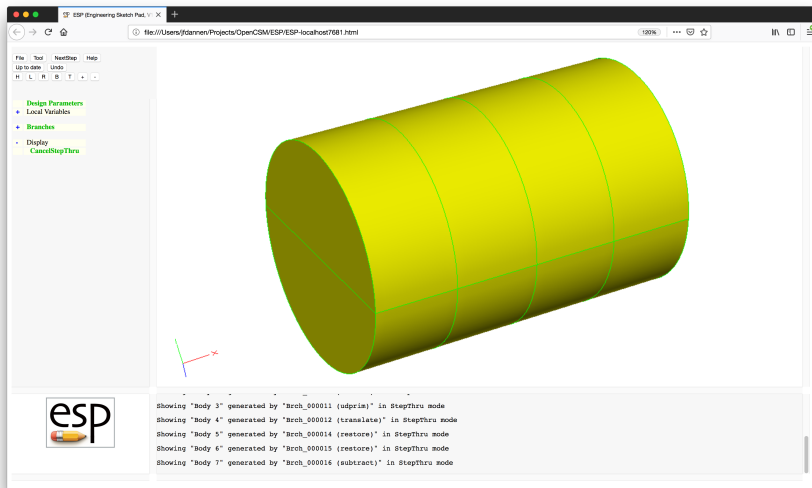 ESP (Engineering Sketch Pad, V
file:///Users/jfdannen/Projects/OpenCSM/ESP/ESP-localhost7681.html
120%
File Tool NextStep Help
Up to date Undo
H L R B T + -
Design Parameters
+ Local Variables
+ Branches
- Display
CancelStepThru
X
esp
Showing "Body 3" generated by "Brch_000011 (udprim)" in StepThru mode
Showing "Body 4" generated by "Brch_000012 (translate)" in StepThru mode
Showing "Body 5" generated by "Brch_000014 (restore)" in StepThru mode
Showing "Body 6" generated by "Brch_000015 (restore)" in StepThru mode
Showing "Body 7" generated by "Brch_000016 (subtract)" in StepThru mode